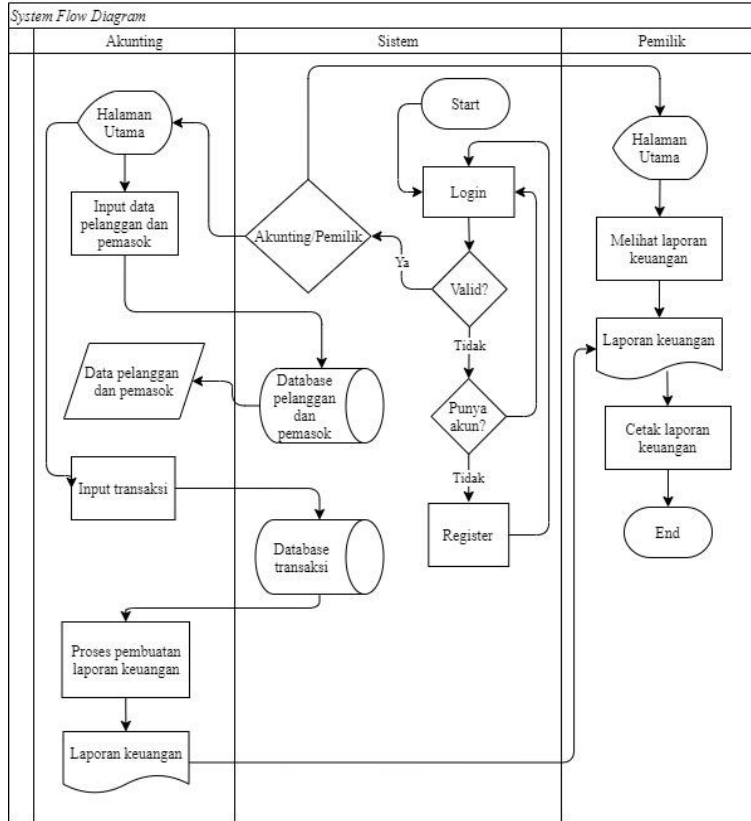 System Flow Diagram
Akunting
Sistem
Pemilik
Halaman
Utama
Input data
pelanggan dan
pemasok
Data pelanggan
dan pemasok
Input transaksi
Proses pembuatan
laporan keuangan
Laporan keuangan
Start
Login
Akunting/Pemilik
Ya
Valid?
Tidak
Database
pelanggan
dan
pemasok
Punya
akun?
Tidak
Register
Database
transaksi
Halaman
Utama
Melihat laporan
keuangan
Laporan keuangan
Cetak laporan
keuangan
End